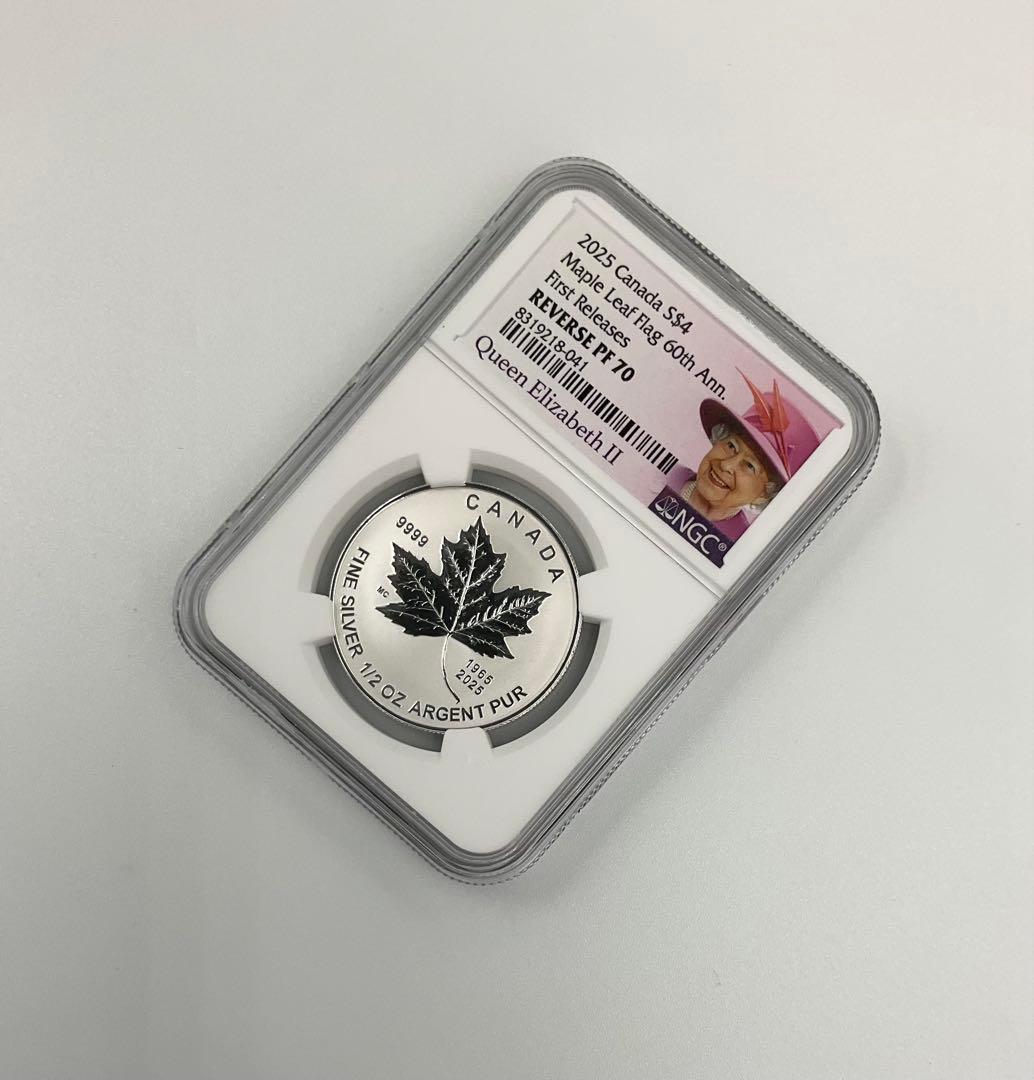 2025 Canada S$4
Maple Leaf Flag 60th Ann.
First Releases
REVERSE PF 70
8319218-041
Queen Elizabeth II
NGC®
CANADA
9999
MC
1965
2025
FINE SILVER 1/2 OZ ARGENT PUR